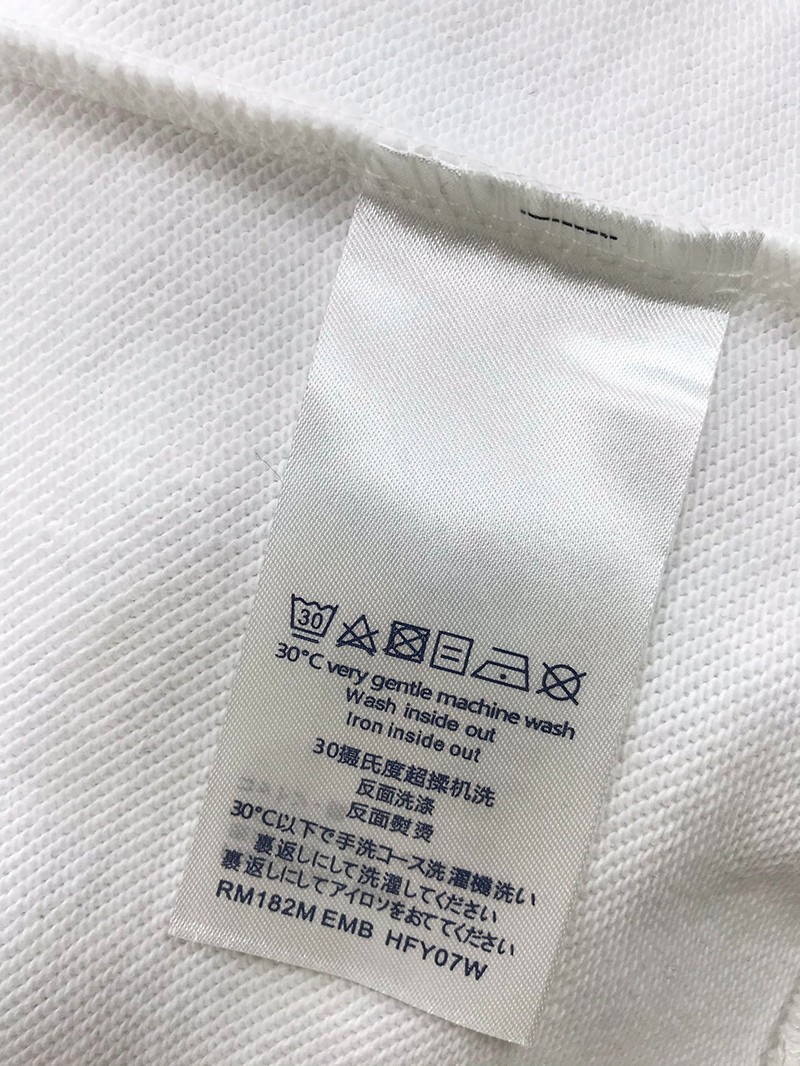 30
30°C very gentle machine wash
Wash inside out
Iron inside out
30摄氏度超揉机洗
反面洗涤
反面熨烫
30°C以下で手洗コース洗濯機洗い
裏返しにして洗濯してください
裏返しにしてアイロソをおててください
RM182M EMB HFY07W